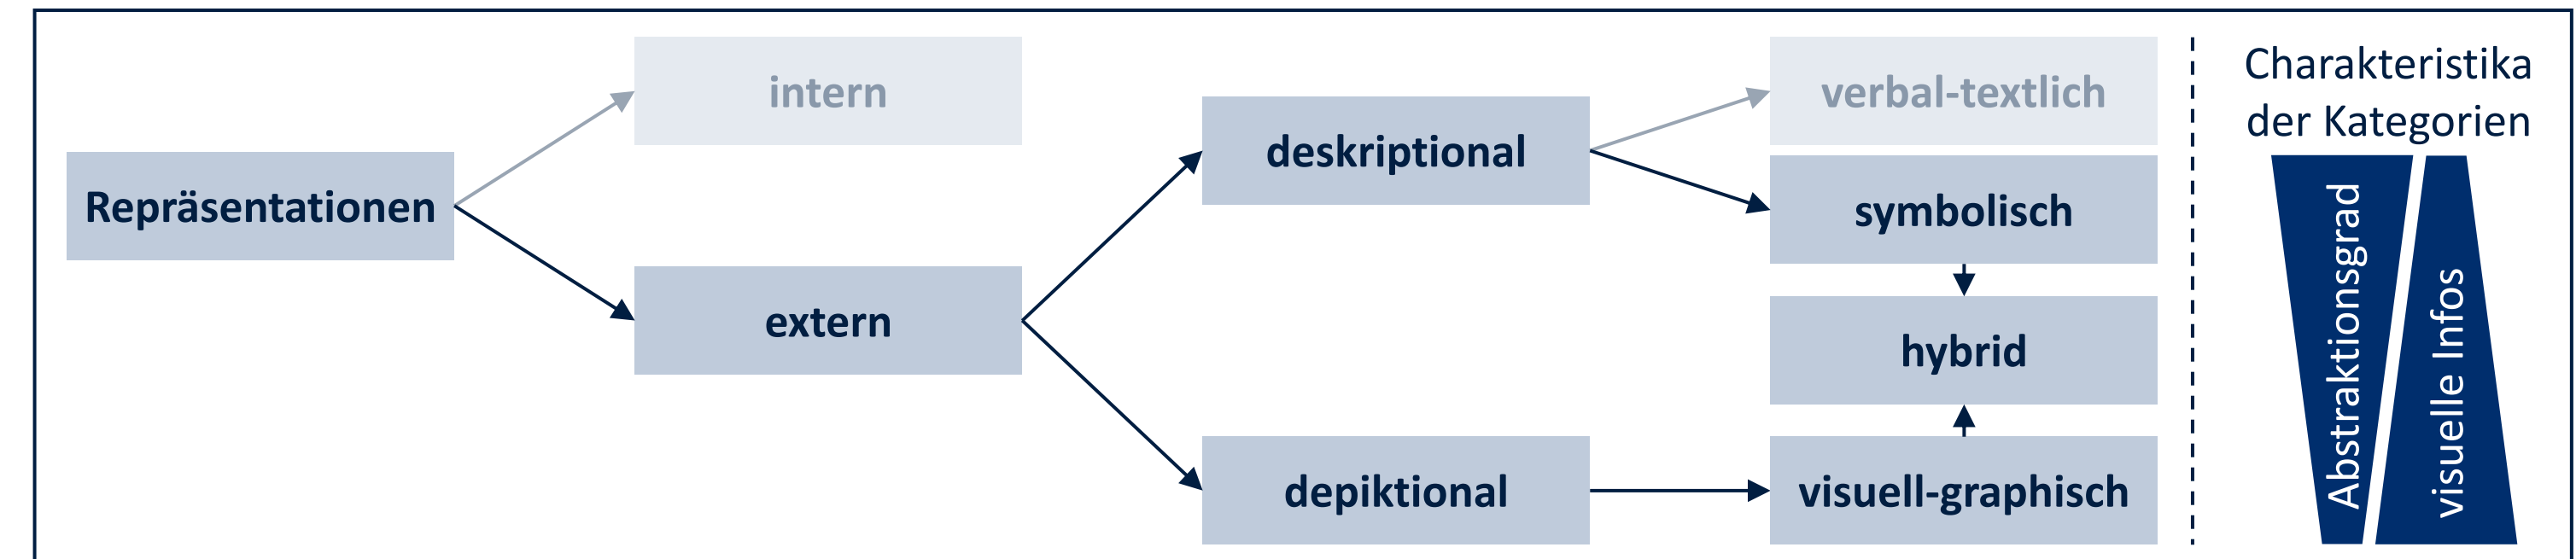 Repräsentationen
intern
extern
deskriptional
depiktional
verbal-textlich
symbolisch
hybrid
visuell-graphisch
Charakteristika
der Kategorien
Abstraktionsgrad
visuelle Infos